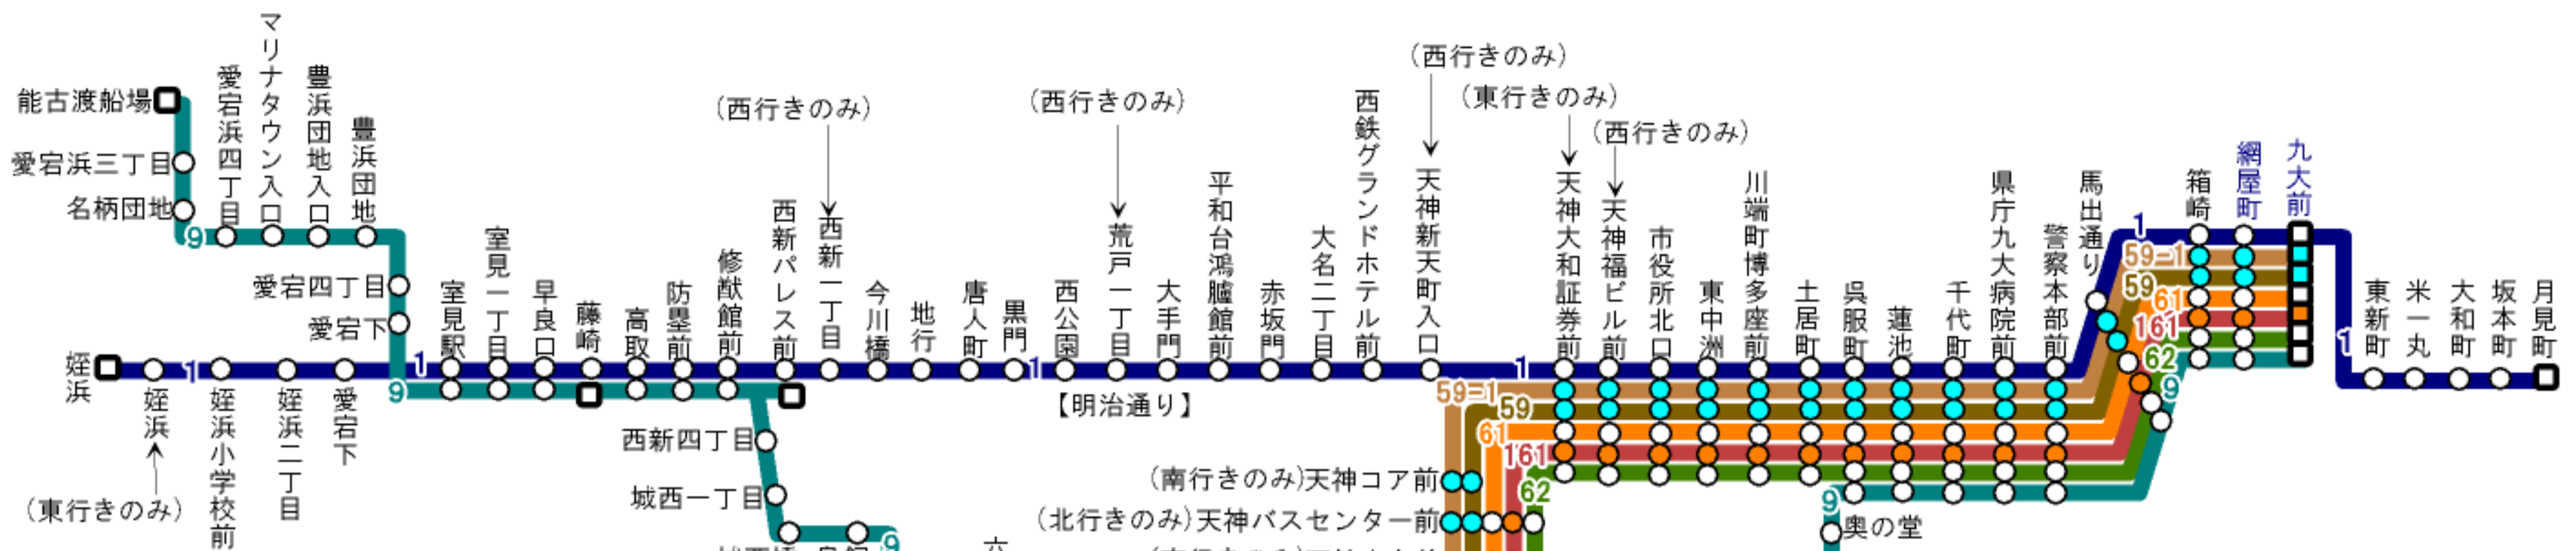 能古渡船場
愛宕浜三丁目
名柄団地
9
愛宕浜四丁目
マリナタウン入口
豊浜団地入口
豊浜団地
愛宕四丁目
愛宕下
姪浜
1
姪浜
(東行きのみ)
姪浜小学校前
姪浜二丁目
愛宕下
1
9
室見駅
室見一丁目
早良口
藤崎
高取
防塁前
修猷館前
西新パレス前
(西行きのみ)
西新一丁目
今川橋
地行
唐人町
黒門
1
西公園
(西行きのみ)
荒戸一丁目
大手門
平和台鴻臚館前
赤坂門
大名二丁目
西鉄グランドホテル前
(西行きのみ)
天神新天町入口
【明治通り】
西新四丁目
城西一丁目
9
1
59-1
59
61
161
62
(南行きのみ)天神コア前
(北行きのみ)天神バスセンター前
(東行きのみ)
天神大和証券前
(西行きのみ)
天神福ビル前
市役所北口
東中洲
川端町博多座前
土居町
呉服町
蓮池
千代町
県庁九大病院前
警察本部前
馬出通り
9
奥の堂
1
59-1
59
61
161
62
9
箱崎
網屋町
九大前
1
東新町
米一丸
大和町
坂本町
月見町